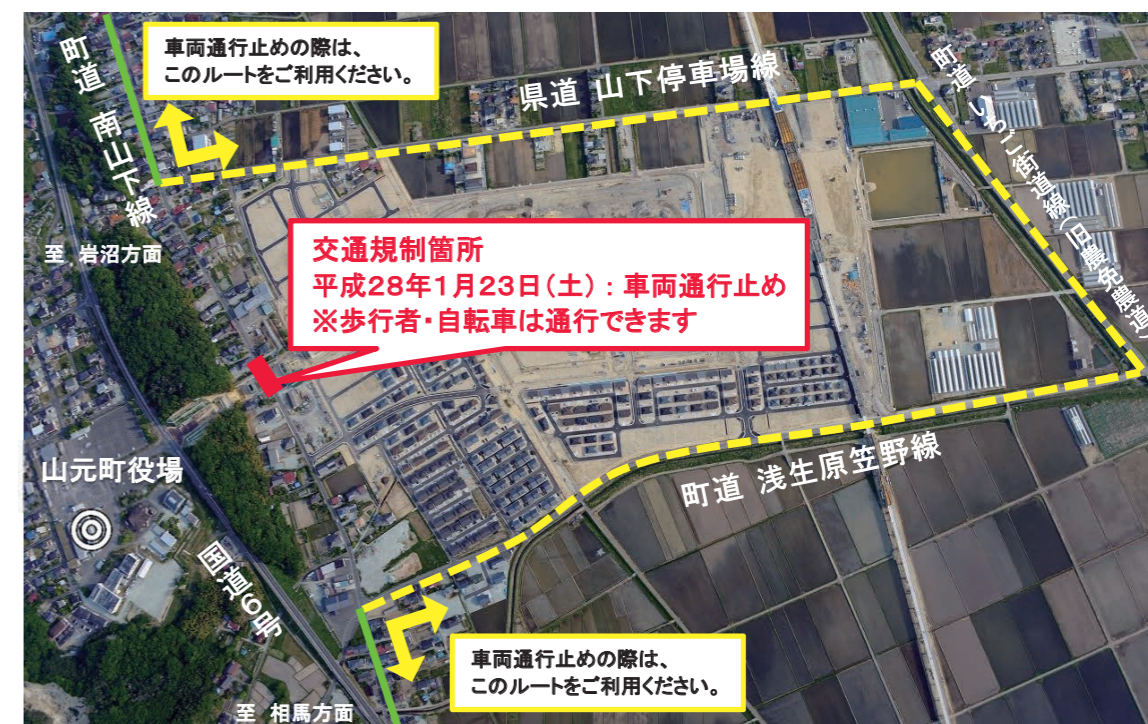 車両通行止めの際は、
このルートをご利用ください。
町道 南山下線
県道 山下停車場線
町道 いちご街道線(旧農免農道)
至 岩沼方面
交通規制箇所
平成28年1月23日(土):車両通行止め
※歩行者・自転車は通行できます
山元町役場
町道 浅生原笠野線
国道6号
車両通行止めの際は、
このルートをご利用ください。
至 相馬方面